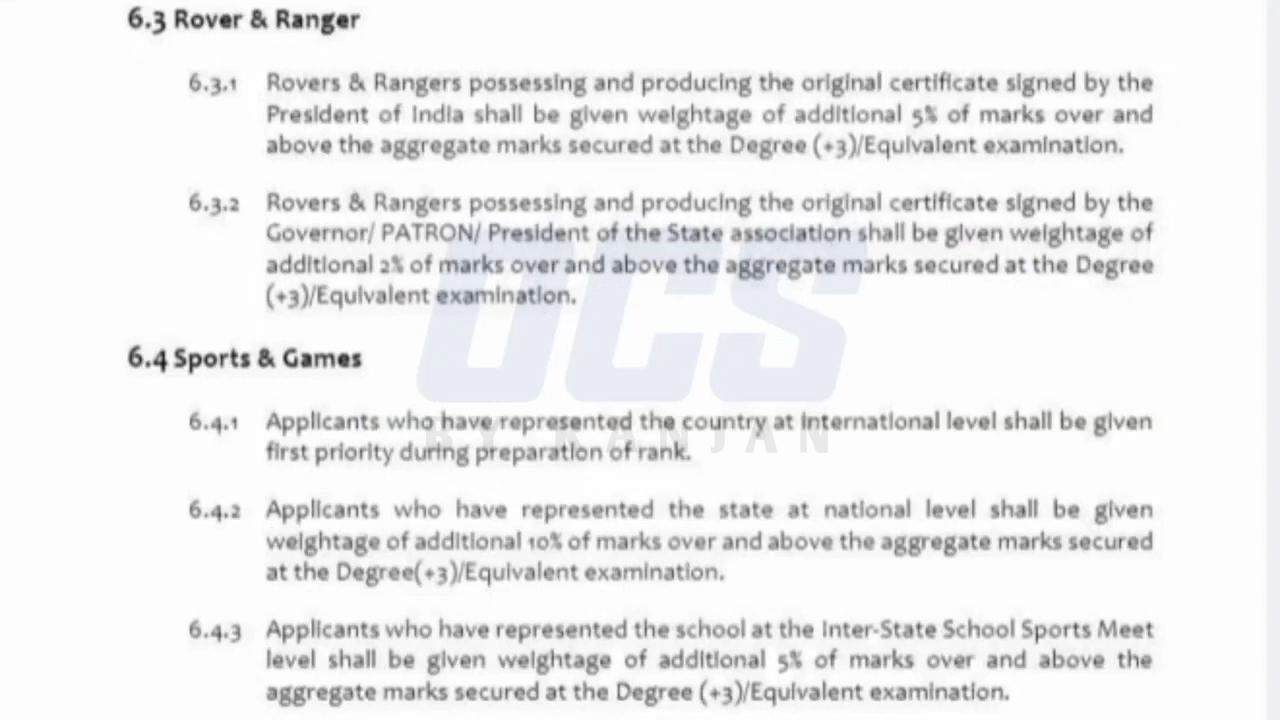 6.3 Rover & Ranger
6.3.1 Rovers & Rangers possessing and producing the original certificate signed by the
President of India shall be given weightage of additional 5% of marks over and
above the aggregate marks secured at the Degree (+3)/Equivalent examination.
6.3.2 Rovers & Rangers possessing and producing the original certificate signed by the
Governor/ PATRON/ President of the State association shall be given weightage of
additional 2% of marks over and above the aggregate marks secured at the Degree
(+3)/Equivalent examination.
OCS
6.4 Sports & Games
6.4.1 Applicants who have represented the country at International level shall be given
BY RANJAN
first priority during preparation of rank.
6.4.2 Applicants who have represented the state at national level shall be given
weightage of additional 10% of marks over and above the aggregate marks secured
at the Degree(+3)/Equivalent examination.
6.4.3 Applicants who have represented the school at the Inter-State School Sports Meet
level shall be given weightage of additional 5% of marks over and above the
aggregate marks secured at the Degree (+3)/Equivalent examination.